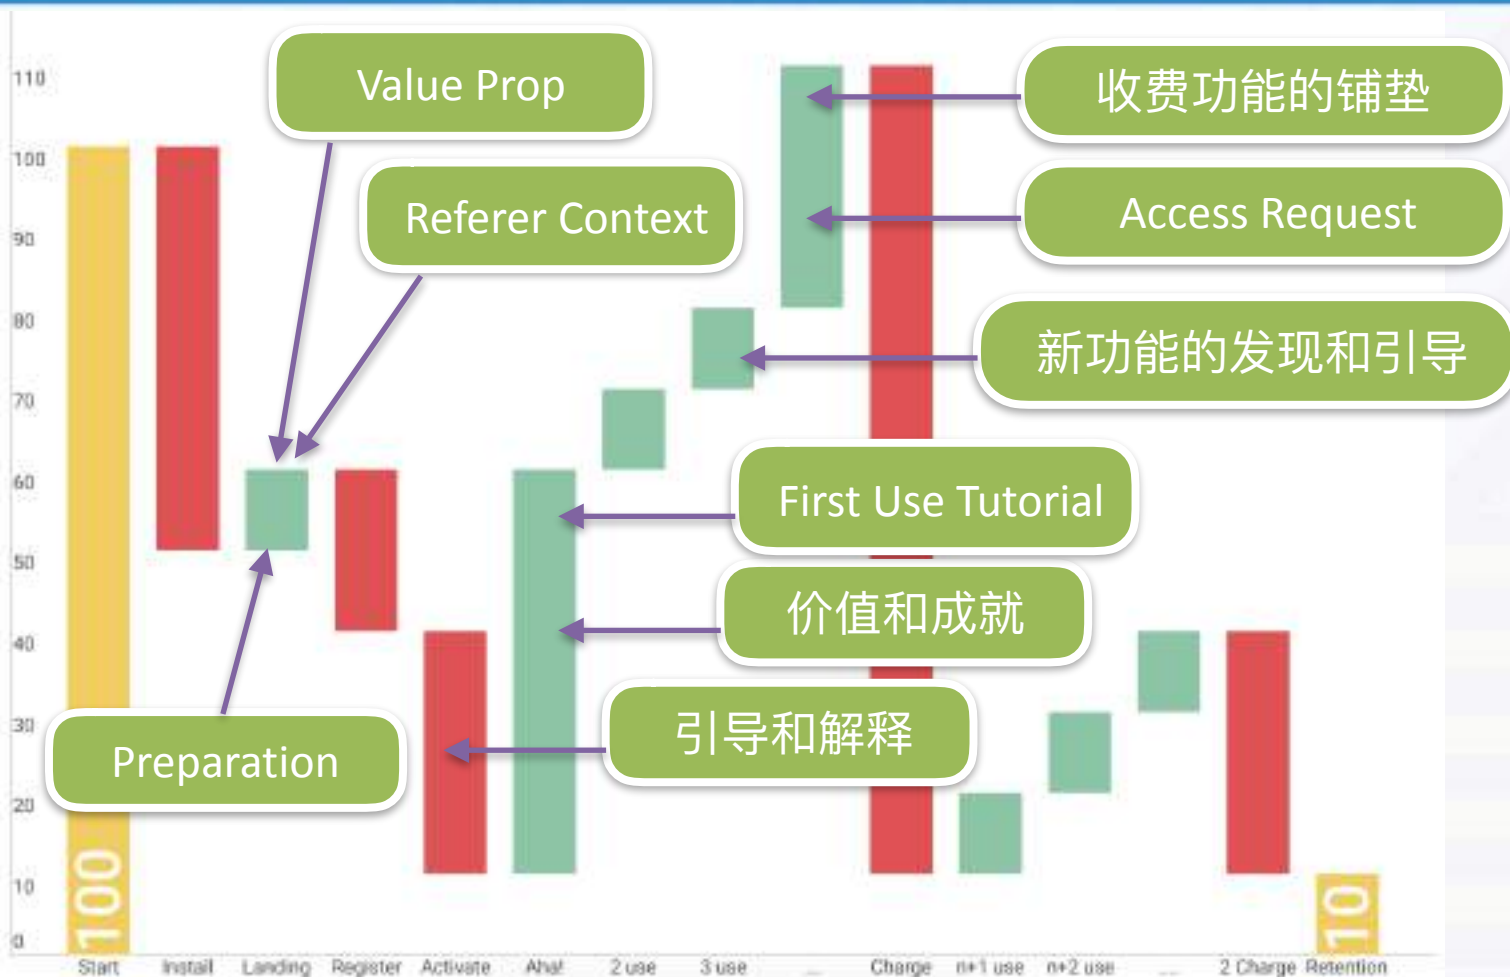 Value Prop
收费功能的铺垫
Referer Context
Access Request
新功能的发现和引导
First Use Tutorial
价值和成就
引导和解释
Preparation
110
100
90
80
70
60
50
40
30
20
10
0
100
10
Start Install Landing Register Activate Aha! 2 use 3 use ... Charge n+1 use n+2 use ... 2 Charge Retention